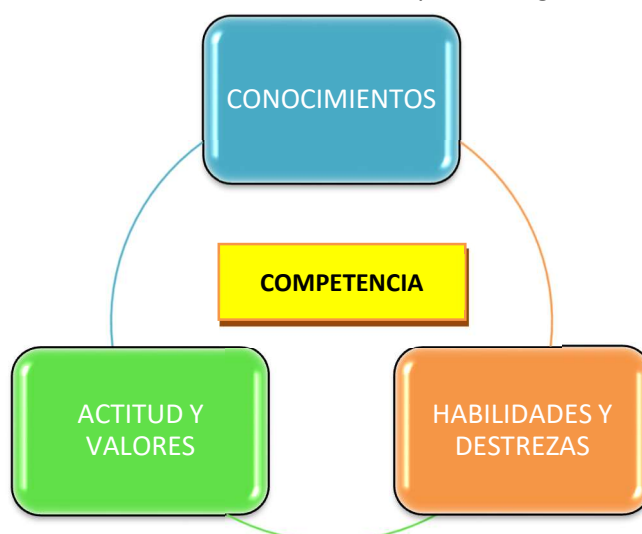 CONOCIMIENTOS
COMPETENCIA
ACTITUD Y
VALORES
HABILIDADES Y
DESTREZAS